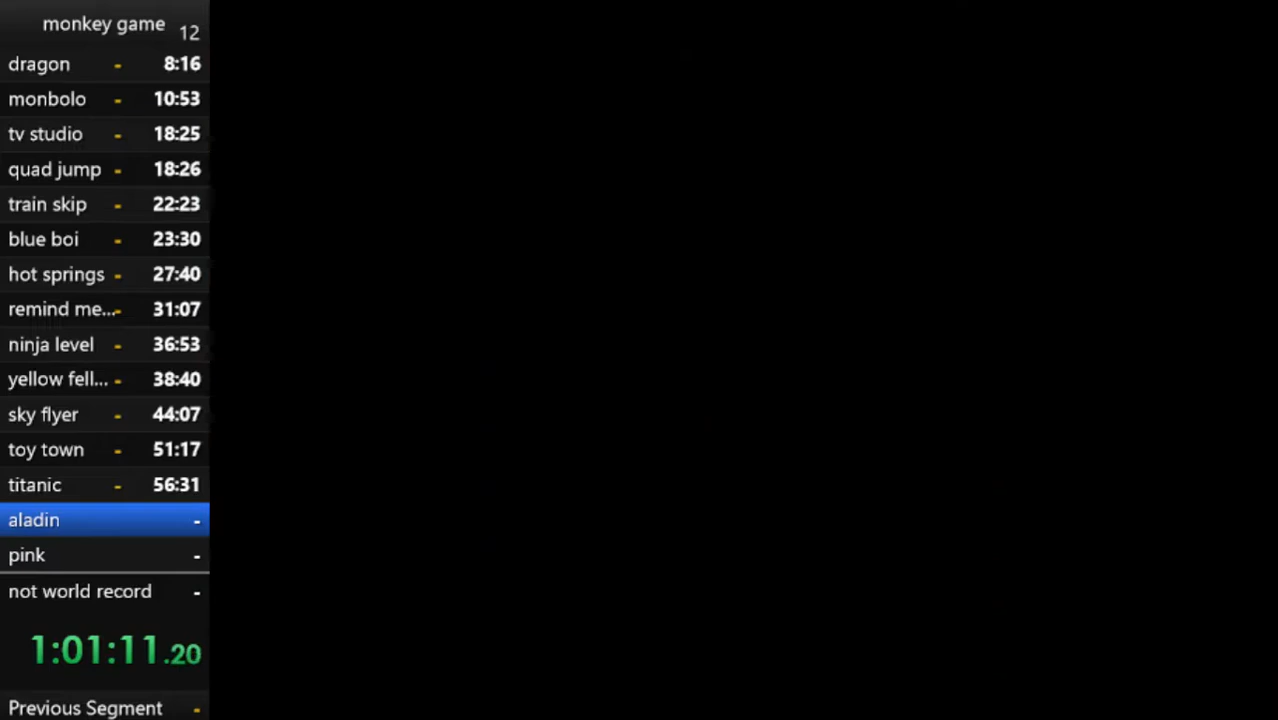 monkey game 12
dragon - 8:16
monbolo - 10:53
tv studio - 18:25
quad jump - 18:26
train skip - 22:23
blue boi - 23:30
hot springs - 27:40
remind me... - 31:07
ninja level - 36:53
yellow fell... - 38:40
sky flyer - 44:07
toy town - 51:17
titanic - 56:31
aladin -
pink -
not world record -
1:01:11.20
Previous Segment -